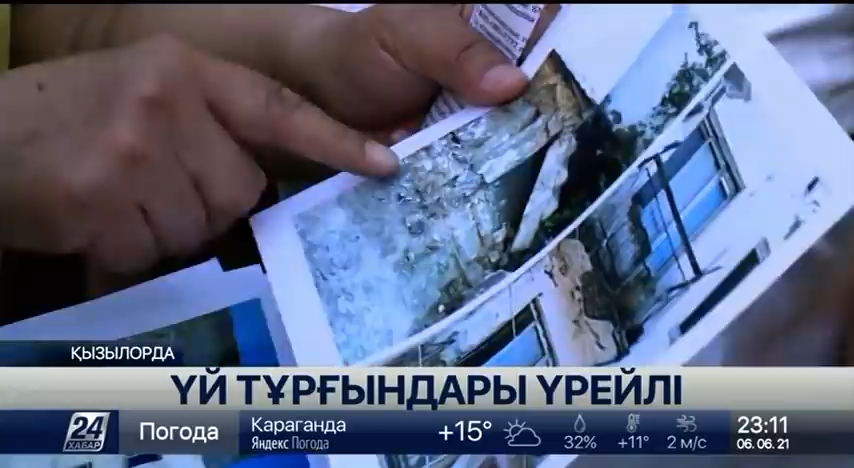 ҚЫЗЫЛОРДА
ҮЙ ТҰРҒЫНДАРЫ ҮРЕЙЛІ
24
ХАБАР
Погода
Караганда
Яндекс Погода
+15°
32%
+11°
2 м/с
23:11
06.06.21